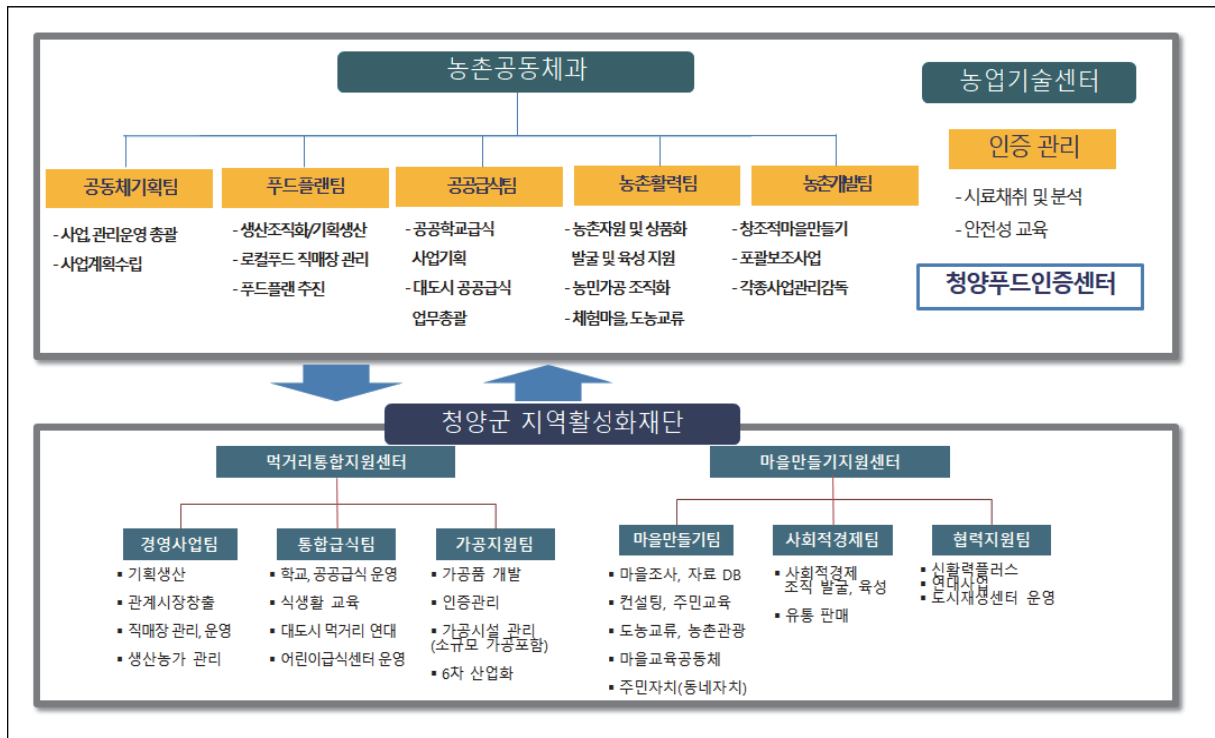 농촌공동체과
농업기술센터
공동체기획팀
- 사업, 관리운영 총괄
- 사업계획수립
푸드플랜팀
- 생산조직화/기획생산
- 로컬푸드 직매장 관리
- 푸드플랜 추진
공공급식팀
- 공공학교급식
사업기획
- 대도시 공공급식
업무총괄
농촌활력팀
- 농촌자원 및 상품화
발굴 및 육성 지원
- 농민가공 조직화
- 체험마을, 도농교류
농촌개발팀
- 창조적마을만들기
- 포괄보조사업
- 각종사업관리감독
인증 관리
- 시료채취 및 분석
- 안전성 교육
청양푸드인증센터
청양군 지역활성화재단
먹거리통합지원센터
경영사업팀
▪ 기획생산
▪ 관계시장창출
▪ 직매장 관리, 운영
▪ 생산농가 관리
통합급식팀
▪ 학교, 공공급식 운영
▪ 식생활 교육
▪ 대도시 먹거리 연대
▪ 어린이급식센터 운영
가공지원팀
▪ 가공품 개발
▪ 인증관리
▪ 가공시설 관리
(소규모 가공포함)
▪ 6차 산업화
마을만들기지원센터
마을만들기팀
▪ 마을조사, 자료 DB
▪ 컨설팅, 주민교육
▪ 도농교류, 농촌관광
▪ 마을교육공동체
▪ 주민자치(동네자치)
사회적경제팀
▪ 사회적경제
조직 발굴, 육성
▪ 유통 판매
협력지원팀
▪ 신활력플러스
▪ 연대사업
▪ 도시재생센터 운영